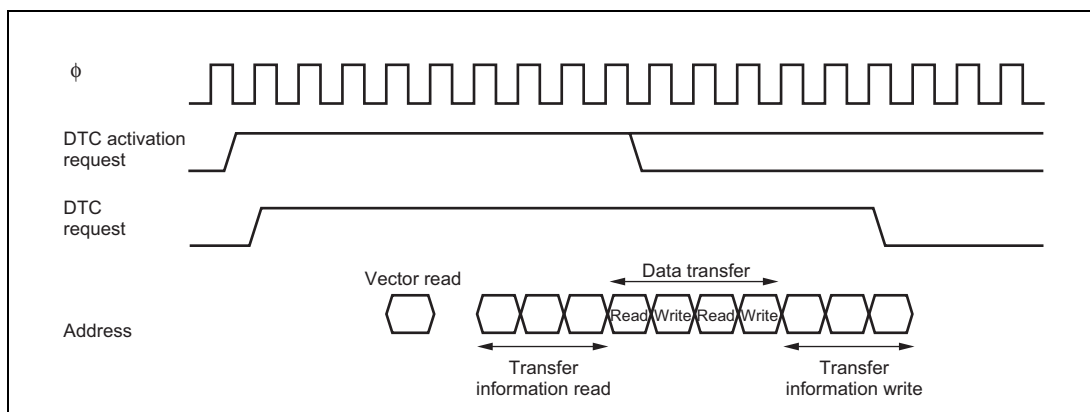 ϕ
DTC activation
request
DTC
request
Vector read
Data transfer
Read Write Read Write
Address
Transfer
information read
Transfer
information write